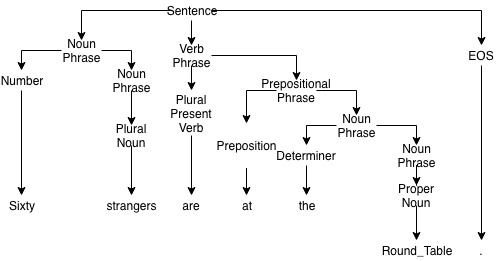 Sentence
Noun
Phrase
Verb
Phrase
EOS
Number
Noun
Phrase
Prepositional
Phrase
Plural
Present
Verb
Noun
Phrase
Plural
Noun
Preposition
Determiner
Noun
Phrase
Proper
Noun
Sixty
strangers
are
at
the
Round_Table
.